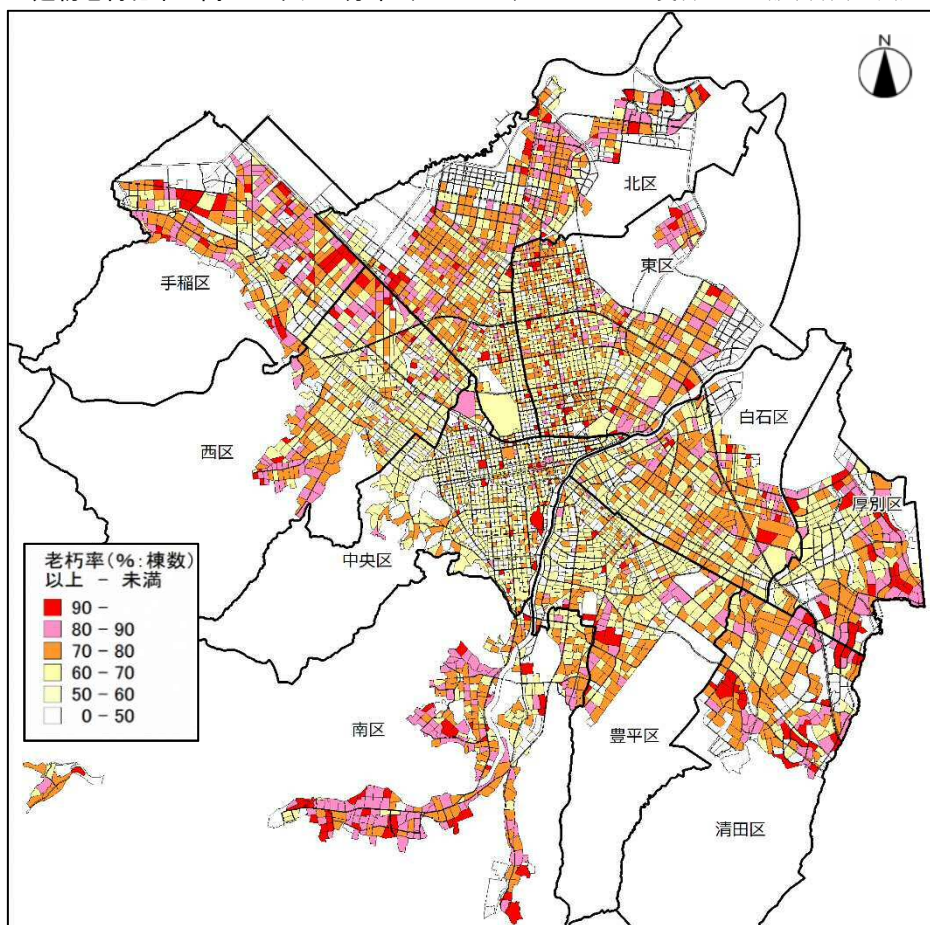 N
北区
東区
手稲区
白石区
西区
厚別区
中央区
老朽率(%:棟数)
以上 - 未満
90 -
80 - 90
70 - 80
60 - 70
50 - 60
0 - 50
南区
豊平区
清田区